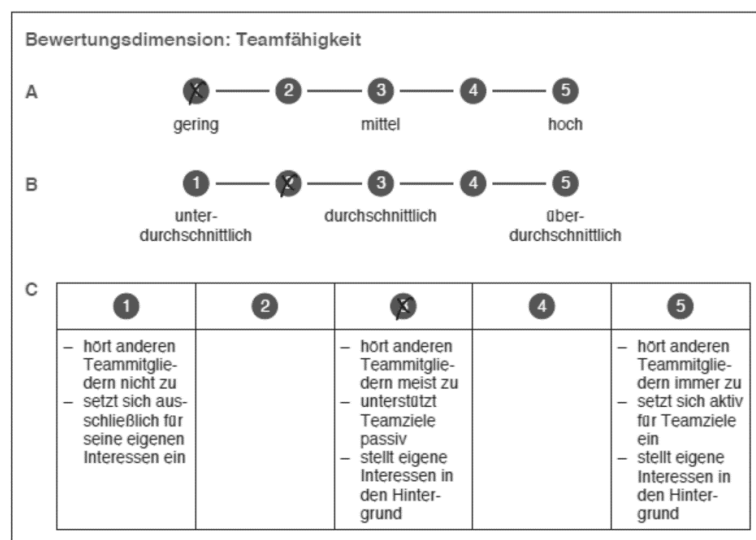 Bewertungsdimension: Teamfähigkeit
A
2 3 4 5
gering mittel hoch
B
1 3 4 5
unter-
durchschnittlich
durchschnittlich
über-
durchschnittlich
C
1 2 4 5
– hört anderen
Teammitglie-
dern nicht zu
– setzt sich aus-
schließlich für
seine eigenen
Interessen ein
– hört anderen
Teammitglie-
dern meist zu
– unterstützt
Teamziele
passiv
– stellt eigene
Interessen in
den Hinter-
grund
– hört anderen
Teammitglie-
dern immer zu
– setzt sich aktiv
für Teamziele
ein
– stellt eigene
Interessen in
den Hinter-
grund